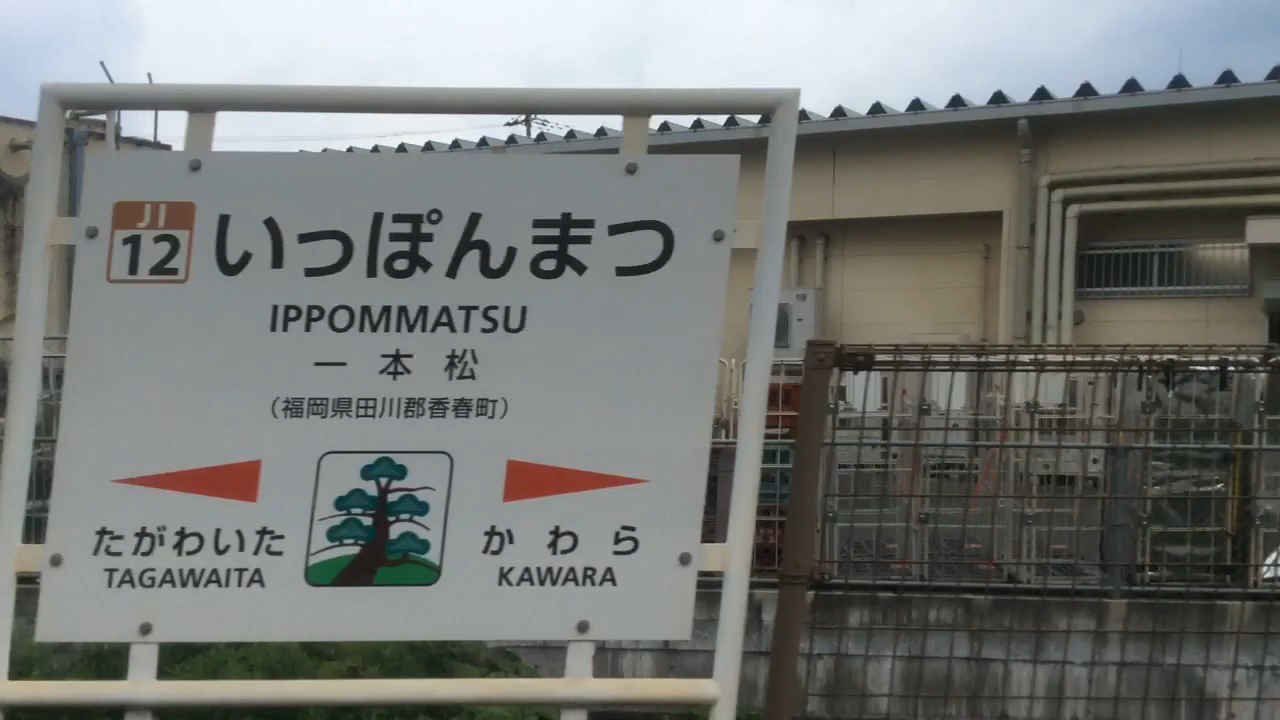 JI
12
いっぽんまつ
IPPOMMATSU
一本松
（福岡県田川郡香春町）
たがわいた
TAGAWAITA
かわら
KAWARA